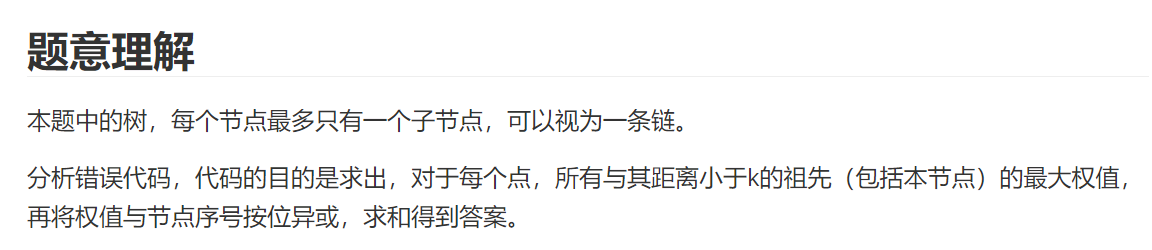 题意理解
本题中的树，每个节点最多只有一个子节点，可以视为一条链。
分析错误代码，代码的目的是求出，对于每个点，所有与其距离小于k的祖先（包括本节点）的最大权值，
再将权值与节点序号按位异或，求和得到答案。